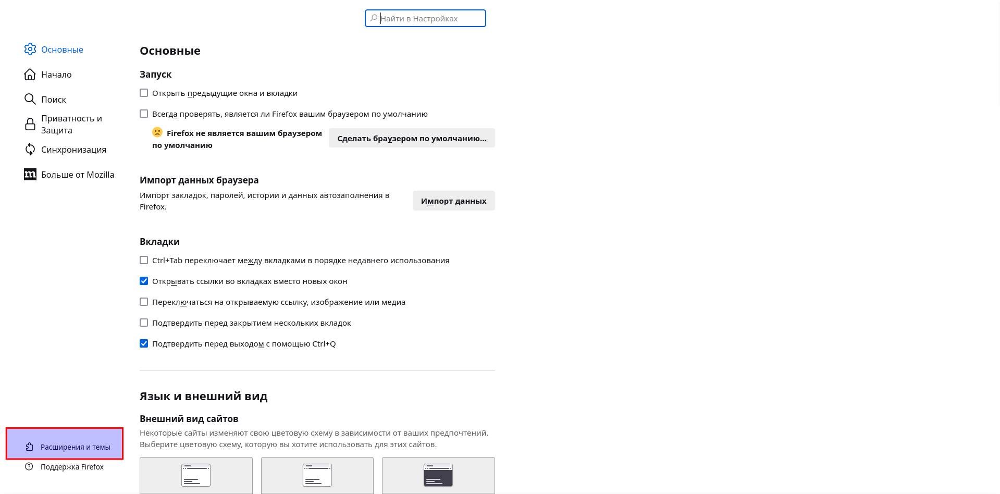 Найти в Настройках
Основные
Начало
Поиск
Приватность и
Защита
Синхронизация
m Больше от Mozilla
Расширения и темы
Поддержка Firefox
Основные
Запуск
Открыть предыдущие окна и вкладки
Всегда проверять, является ли Firefox вашим браузером по умолчанию
Firefox не является вашим браузером
по умолчанию
Сделать браузером по умолчанию...
Импорт данных браузера
Импорт закладок, паролей, истории и данных автозаполнения в
Firefox.
Импорт данных
Вкладки
Ctrl+Tab переключает между вкладками в порядке недавнего использования
Открывать ссылки во вкладках вместо новых окон
Переключаться на открываемую ссылку, изображение или медиа
Подтвердить перед закрытием нескольких вкладок
Подтвердить перед выходом с помощью Ctrl+Q
Язык и внешний вид
Внешний вид сайтов
Некоторые сайты изменяют свою цветовую схему в зависимости от ваших предпочтений.
Выберите цветовую схему, которую вы хотите использовать для этих сайтов.